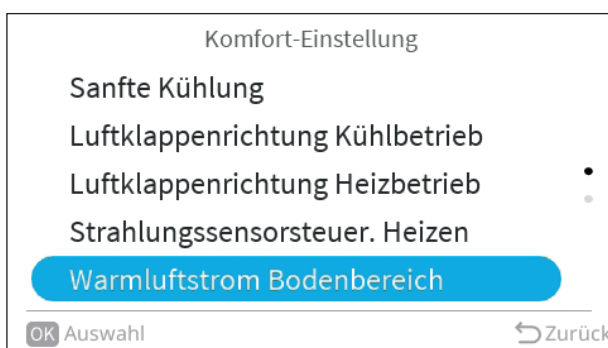 Komfort-Einstellung
Sanfte Kühlung
Luftklappenrichtung Kühlbetrieb
Luftklappenrichtung Heizbetrieb
Strahlungssensorsteuer. Heizen
Warmluftstrom Bodenbereich
OK Auswahl Zurück